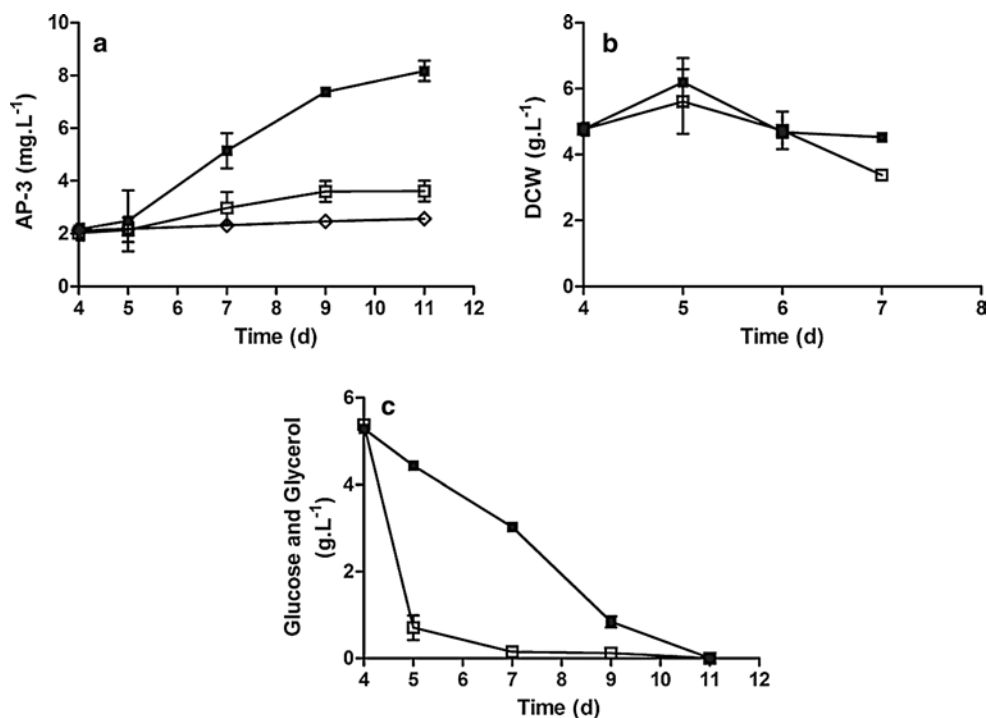 a
AP-3 (mg.L⁻¹)
10
8
6
4
2
0
4 5 6 7 8 9 10 11 12
Time (d)
b
DCW (g.L⁻¹)
8
6
4
2
0
4 5 6 7 8
Time (d)
c
Glucose and Glycerol
(g.L⁻¹)
6
4
2
0
4 5 6 7 8 9 10 11 12
Time (d)